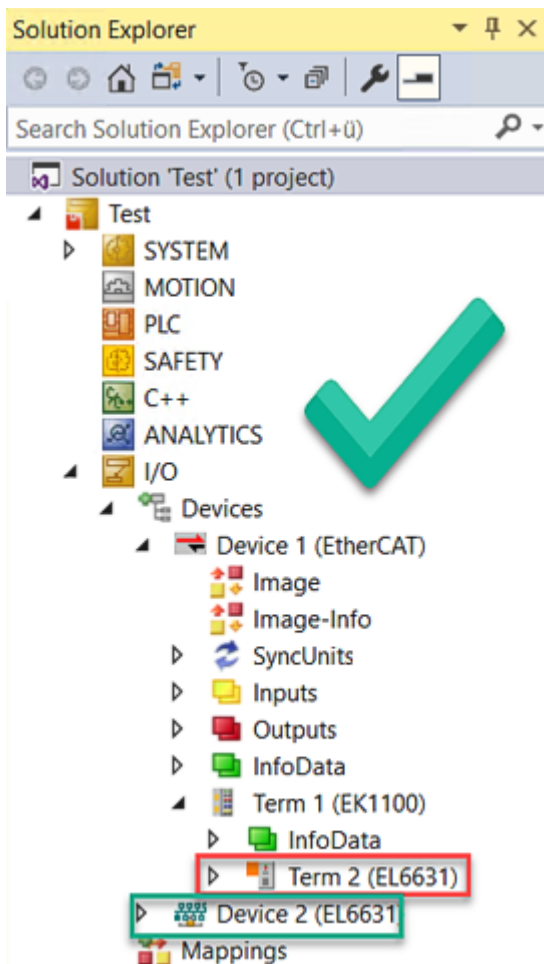 Solution Explorer
Search Solution Explorer (Ctrl+ü)
Solution 'Test' (1 project)
Test
SYSTEM
MOTION
PLC
SAFETY
C++
ANALYTICS
I/O
Devices
Device 1 (EtherCAT)
Image
Image-Info
SyncUnits
Inputs
Outputs
InfoData
Term 1 (EK1100)
InfoData
Term 2 (EL6631)
Device 2 (EL6631)
Mappings